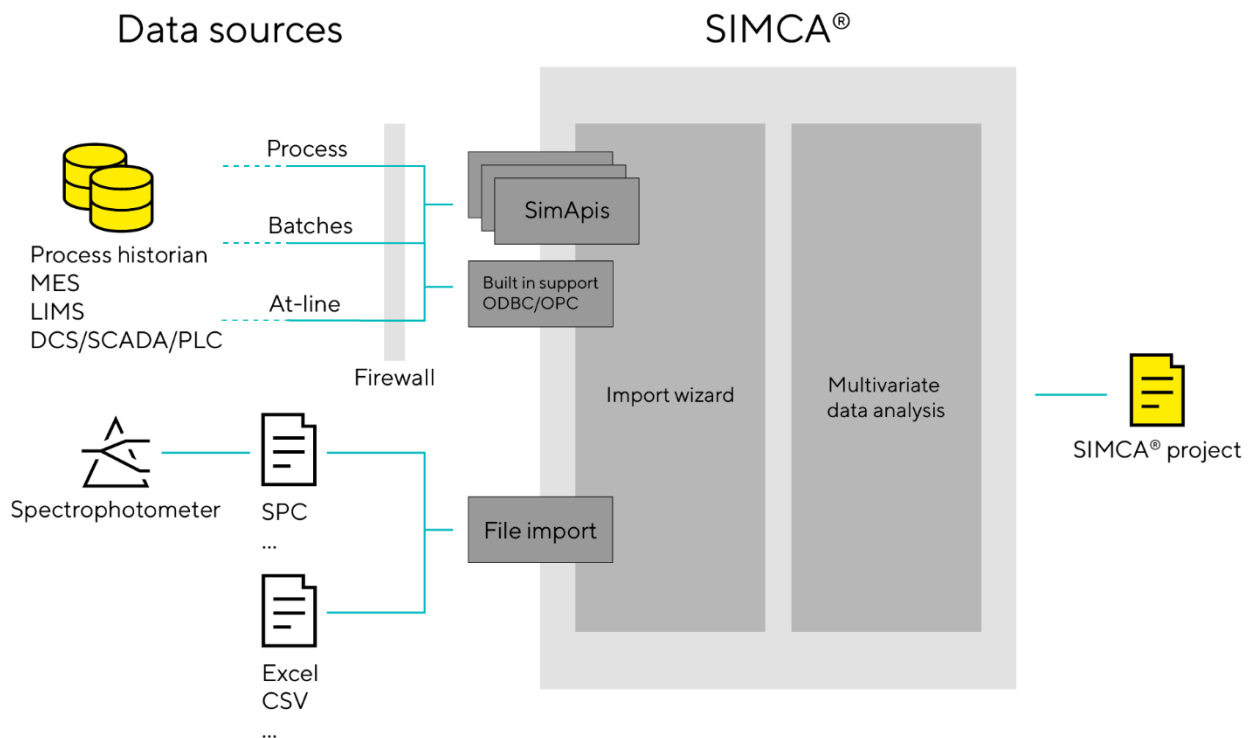 Data sources
SIMCA®
Process
Batches
At-line
Process historian
MES
LIMS
DCS/SCADA/PLC
Firewall
SimApis
Built in support
ODBC/OPC
Import wizard
Multivariate
data analysis
SIMCA® project
Spectrophotometer
SPC
...
File import
Excel
CSV
...